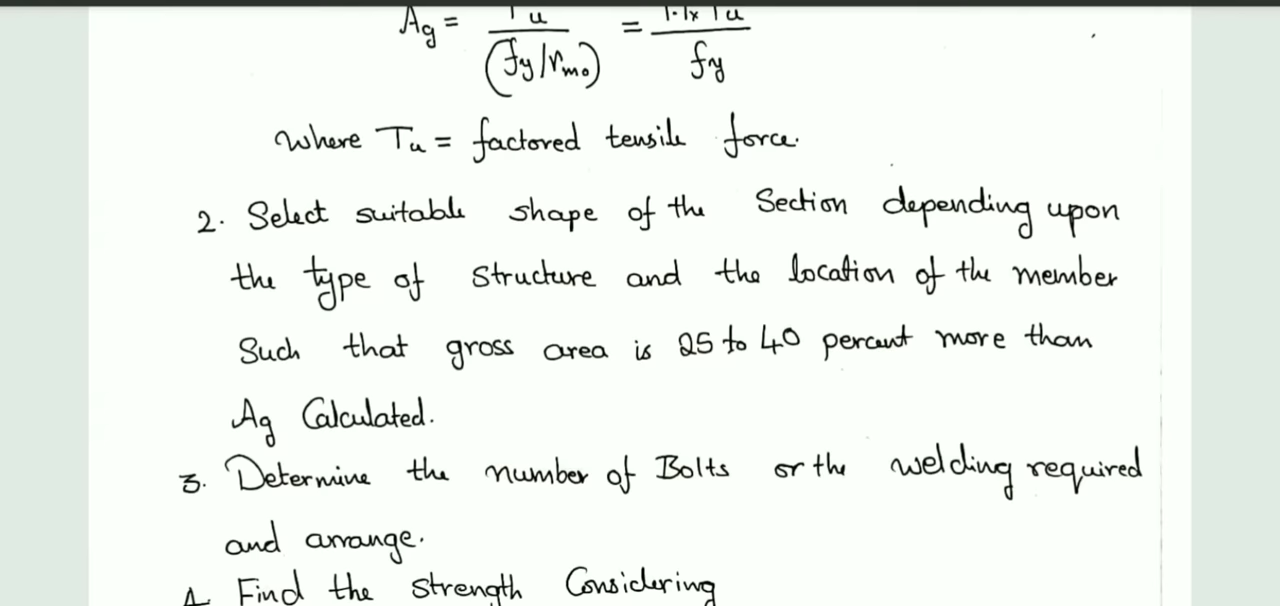 Ag = Tu / (fy/γmo) = 1.1x Tu / fy
Where Tu = factored tensile force.
2. Select suitable shape of the Section depending upon
the type of structure and the location of the member
Such that gross area is 25 to 40 percent more than
Ag Calculated.
3. Determine the number of Bolts or the welding required
and arrange.
4. Find the strength Considering